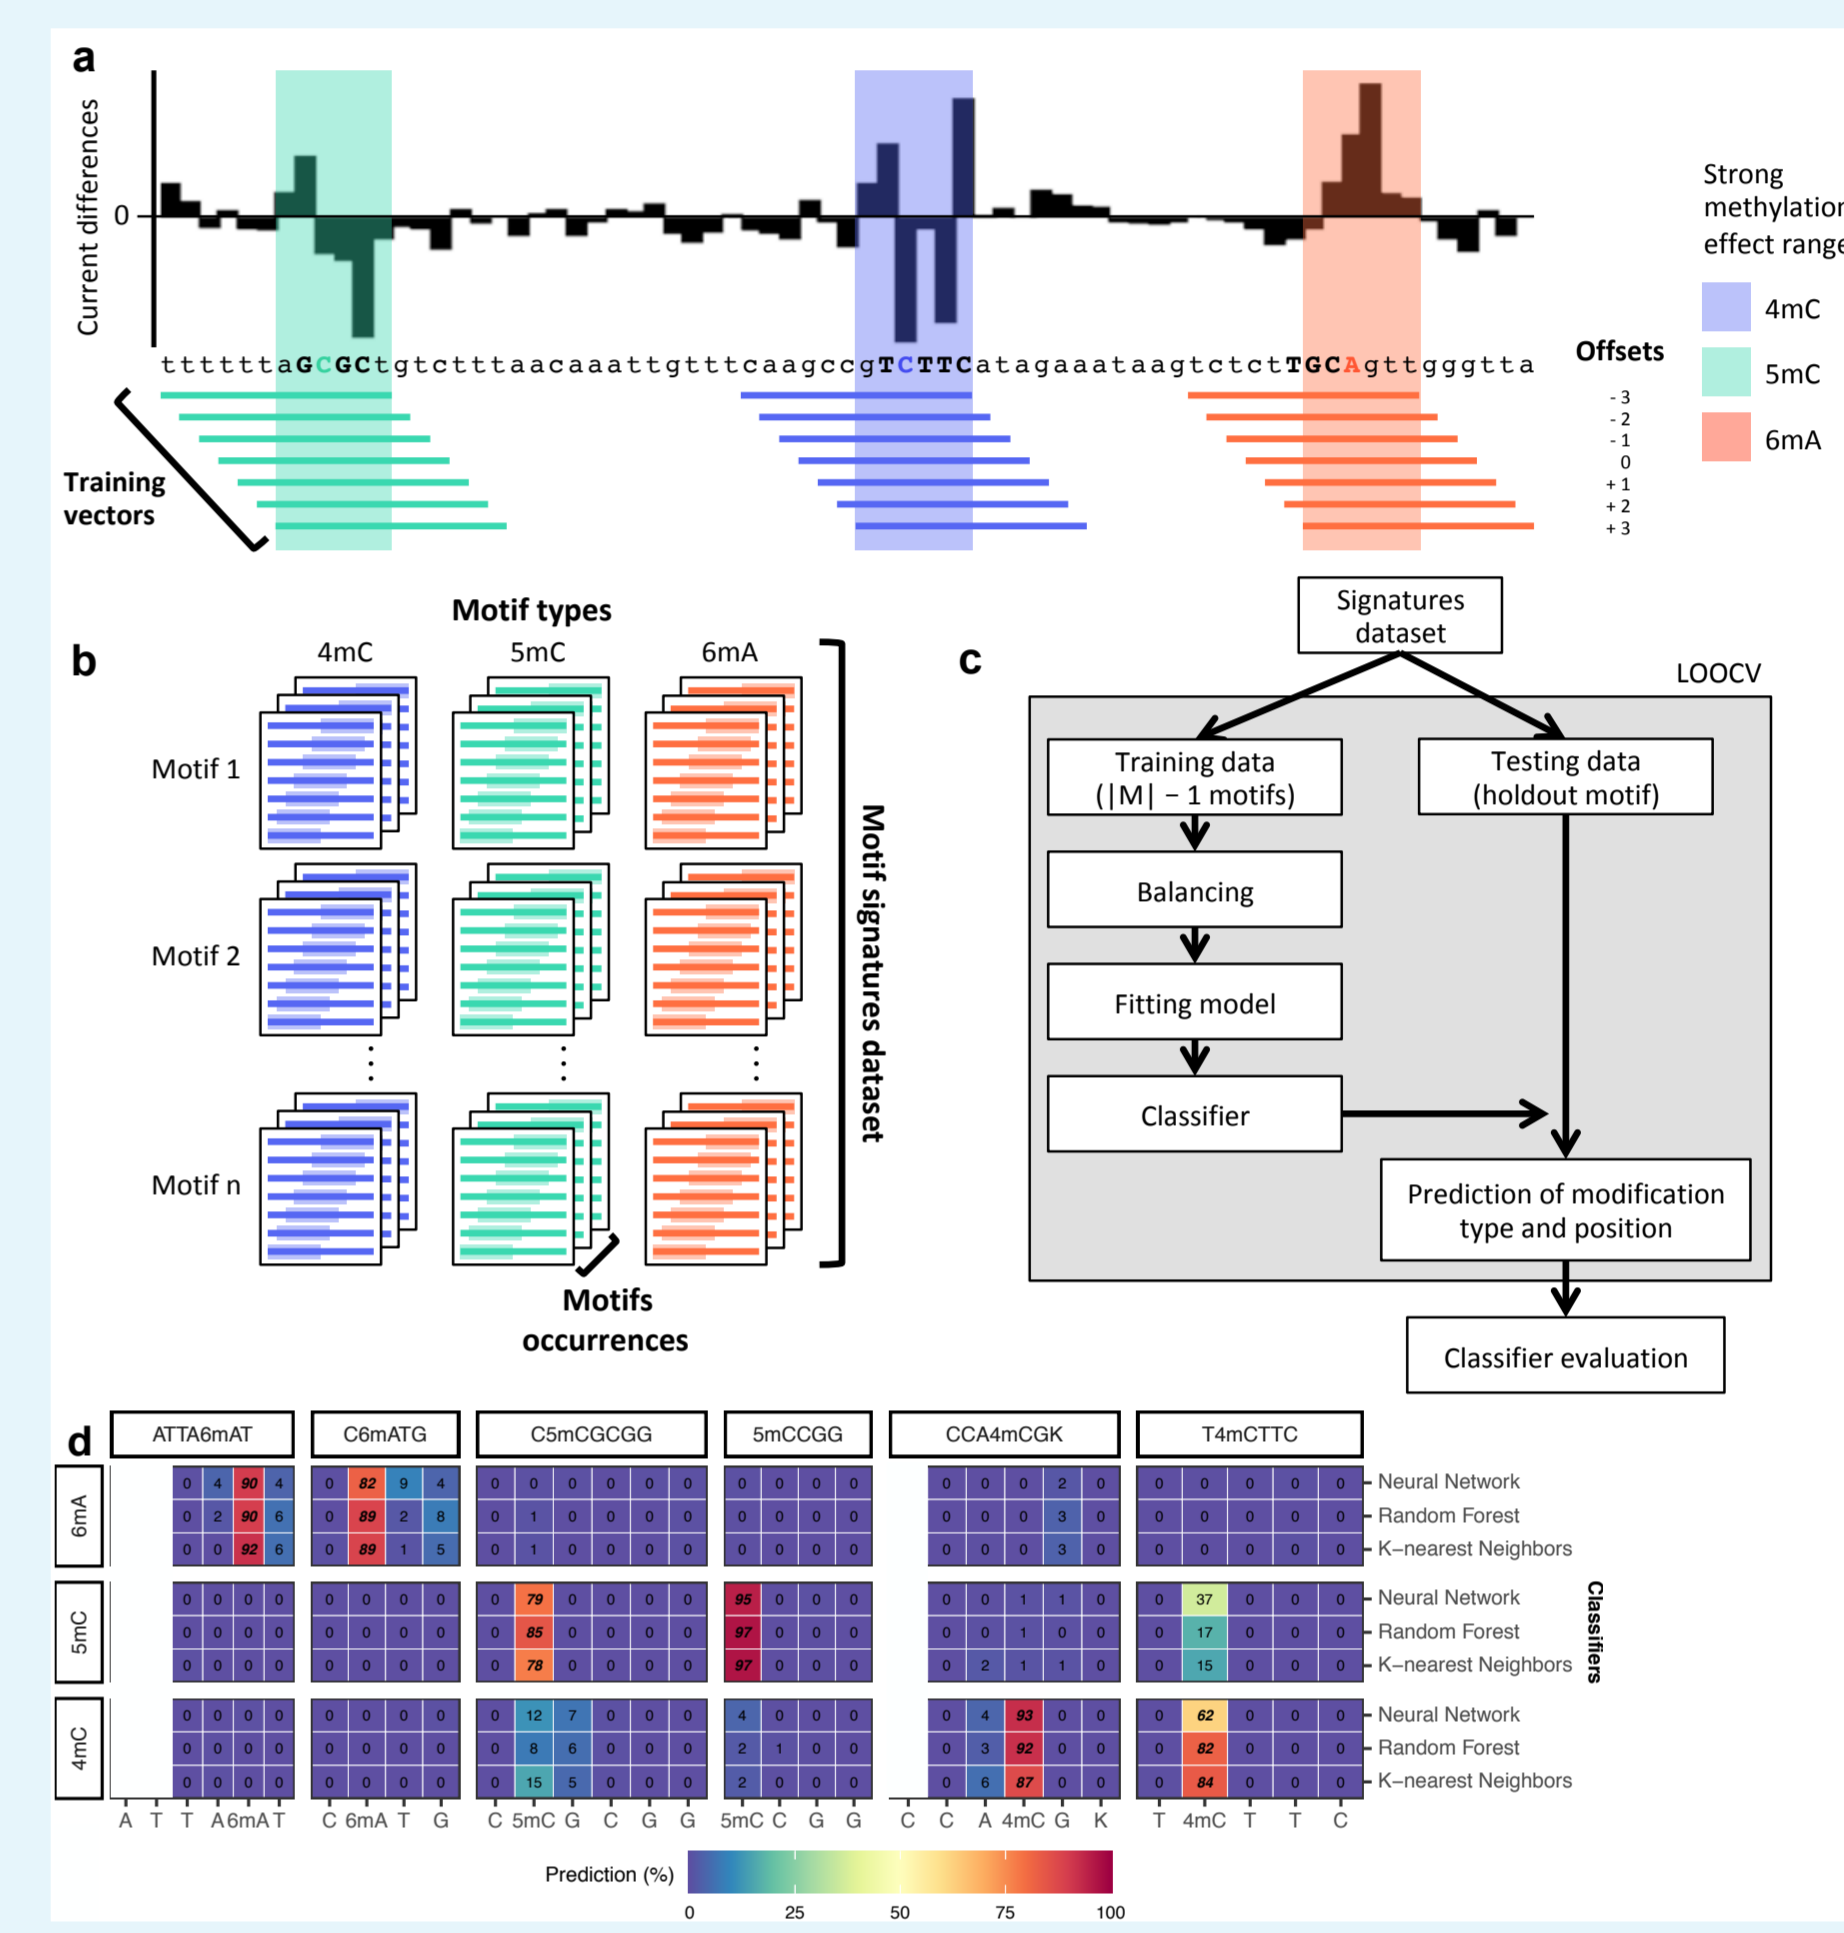 a
Current differences
0
ttttttaGCGCtgtctttaacaaattgtttcaagccgTCTTCatagaaataagtctctTGCAgttgggtta
Training
vectors
Offsets
- 3
- 2
- 1
0
+ 1
+ 2
+ 3
Strong
methylation
effect range
4mC
5mC
6mA
b
Motif types
4mC 5mC 6mA
Motif 1
Motif 2
Motif n
Motif signatures dataset
Motifs
occurrences
c
Signatures
dataset
LOOCV
Training data
(|M| − 1 motifs)
Testing data
(holdout motif)
Balancing
Fitting model
Classifier
Prediction of modification
type and position
Classifier evaluation
d
ATTA6mAT C6mATG C5mCGCGG 5mCCGG CCA4mCGK T4mCTTC
6mA
0 4 90 4 0 82 9 4 0 0 0 0 0 0 0 0 0 0 0 0 0 2 0 0 0 0 0 0 Neural Network
0 2 90 6 0 89 2 8 0 1 0 0 0 0 0 0 0 0 0 0 0 3 0 0 0 0 0 0 Random Forest
0 0 92 6 0 89 1 5 0 1 0 0 0 0 0 0 0 0 0 0 0 3 0 0 0 0 0 0 K−nearest Neighbors
5mC
0 0 0 0 0 0 0 0 0 79 0 0 0 0 95 0 0 0 0 0 1 1 0 0 37 0 0 0 Neural Network
0 0 0 0 0 0 0 0 0 85 0 0 0 0 97 0 0 0 0 0 1 0 0 0 17 0 0 0 Random Forest
0 0 0 0 0 0 0 0 0 78 0 0 0 0 97 0 0 0 0 2 1 1 0 0 15 0 0 0 K−nearest Neighbors
4mC
0 0 0 0 0 0 0 0 0 12 7 0 0 0 4 0 0 0 0 4 93 0 0 0 62 0 0 0 Neural Network
0 0 0 0 0 0 0 0 0 8 6 0 0 0 2 1 0 0 0 3 92 0 0 0 82 0 0 0 Random Forest
0 0 0 0 0 0 0 0 0 15 5 0 0 0 2 0 0 0 0 6 87 0 0 0 84 0 0 0 K−nearest Neighbors
Classifiers
A T T A 6mA T C 6mA T G C 5mC G C G G 5mC C G G C C A 4mC G K T 4mC T T C
Prediction (%)
0 25 50 75 100